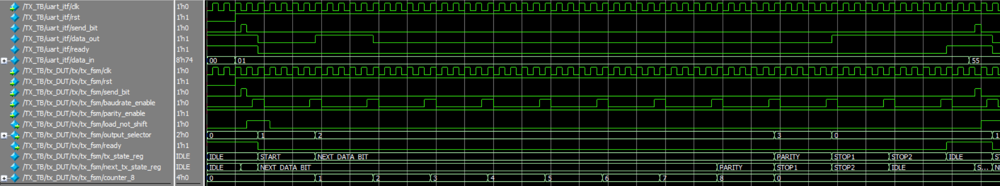 /TX_TB/uart_itf/clk 1'h0
/TX_TB/uart_itf/rst 1'h1
/TX_TB/uart_itf/send_bit 1'h0
/TX_TB/uart_itf/data_out 1'h1
/TX_TB/uart_itf/ready 1'h1
/TX_TB/uart_itf/data_in 8'h74 00 01 55
/TX_TB/tx_DUT/tx/tx_fsm/clk 1'h0
/TX_TB/tx_DUT/tx/tx_fsm/rst 1'h1
/TX_TB/tx_DUT/tx/tx_fsm/send_bit 1'h0
/TX_TB/tx_DUT/tx/tx_fsm/baudrate_enable 1'h0
/TX_TB/tx_DUT/tx/tx_fsm/parity_enable 1'h1
/TX_TB/tx_DUT/tx/tx_fsm/load_not_shift 1'h0
/TX_TB/tx_DUT/tx/tx_fsm/output_selector 2'h0 0 1 2 3 0 1
/TX_TB/tx_DUT/tx/tx_fsm/ready 1'h1
/TX_TB/tx_DUT/tx/tx_fsm/tx_state_reg IDLE IDLE START NEXT_DATA_BIT PARITY STOP1 STOP2 IDLE S
/TX_TB/tx_DUT/tx/tx_fsm/next_tx_state_reg IDLE IDLE NEXT_DATA_BIT PARITY STOP1 STOP2 IDLE S... N
/TX_TB/tx_DUT/tx/tx_fsm/counter_8 4'h0 0 1 2 3 4 5 6 7 8 0